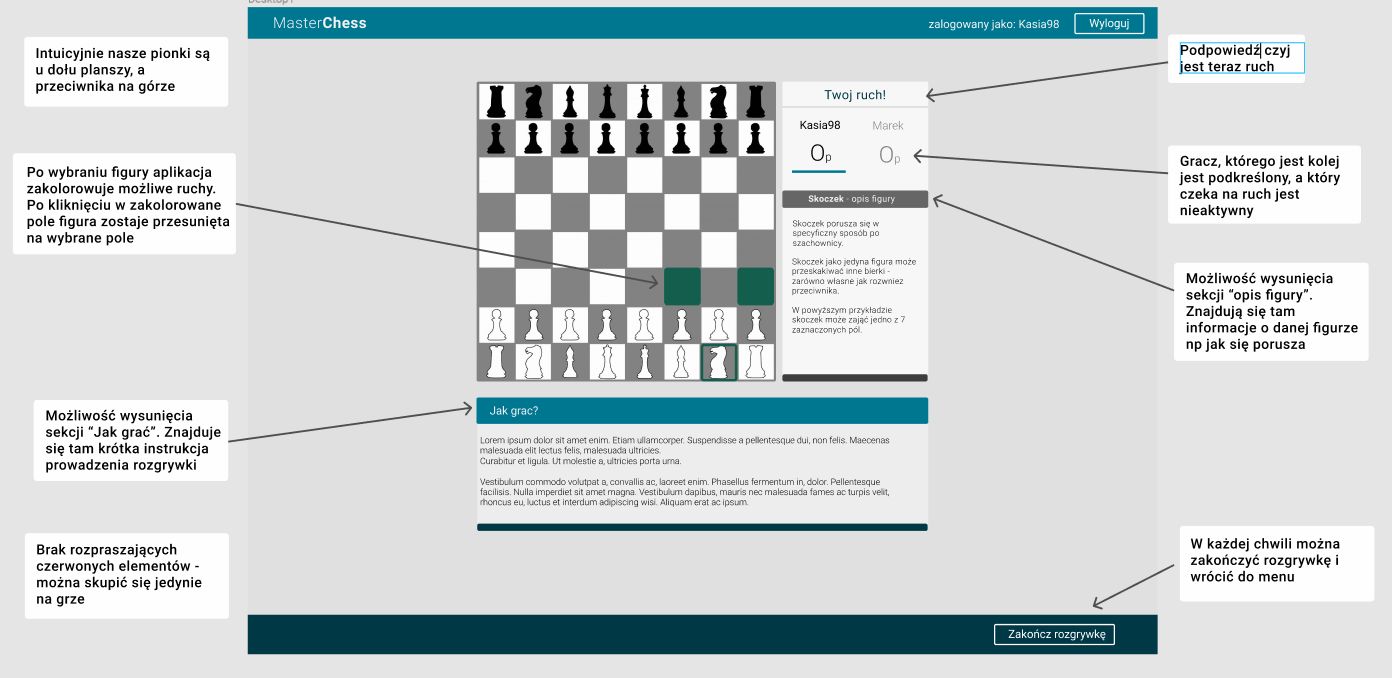 Desktop1
MasterChess
zalogowany jako: Kasia98
Wyloguj
Intuicyjnie nasze pionki są
u dołu planszy, a
przeciwnika na górze
Po wybraniu figury aplikacja
zakolorowuje możliwe ruchy.
Po kliknięciu w zakolorowane
pole figura zostaje przesunięta
na wybrane pole
Możliwość wysunięcia
sekcji “Jak grać”. Znajduje
się tam krótka instrukcja
prowadzenia rozgrywki
Brak rozpraszających
czerwonych elementów -
można skupić się jedynie
na grze
Twoj ruch!
Kasia98
Marek
0p
0p
Skoczek - opis figury
Skoczek porusza się w
specyficzny sposób po
szachownicy.
Skoczek jako jedyna figura może
przeskakiwać inne bierki -
zarówno własne jak rozwniez
przeciwnika.
W powyższym przykładzie
skoczek może zająć jedno z 7
zaznaczonych pól.
Jak grac?
Lorem ipsum dolor sit amet enim. Etiam ullamcorper. Suspendisse a pellentesque dui, non felis. Maecenas
malesuada elit lectus felis, malesuada ultricies.
Curabitur et ligula. Ut molestie a, ultricies porta urna.
Vestibulum commodo volutpat a, convallis ac, laoreet enim. Phasellus fermentum in, dolor. Pellentesque
facilisis. Nulla imperdiet sit amet magna. Vestibulum dapibus, mauris nec malesuada fames ac turpis velit,
rhoncus eu, luctus et interdum adipiscing wisi. Aliquam erat ac ipsum.
Podpowiedź czyj
jest teraz ruch
Gracz, którego jest kolej
jest podkreślony, a który
czeka na ruch jest
nieaktywny
Możliwość wysunięcia
sekcji “opis figury”.
Znajdują się tam
informacje o danej figurze
np jak się porusza
W każdej chwili można
zakończyć rozgrywkę i
wrócić do menu
Zakończ rozgrywkę